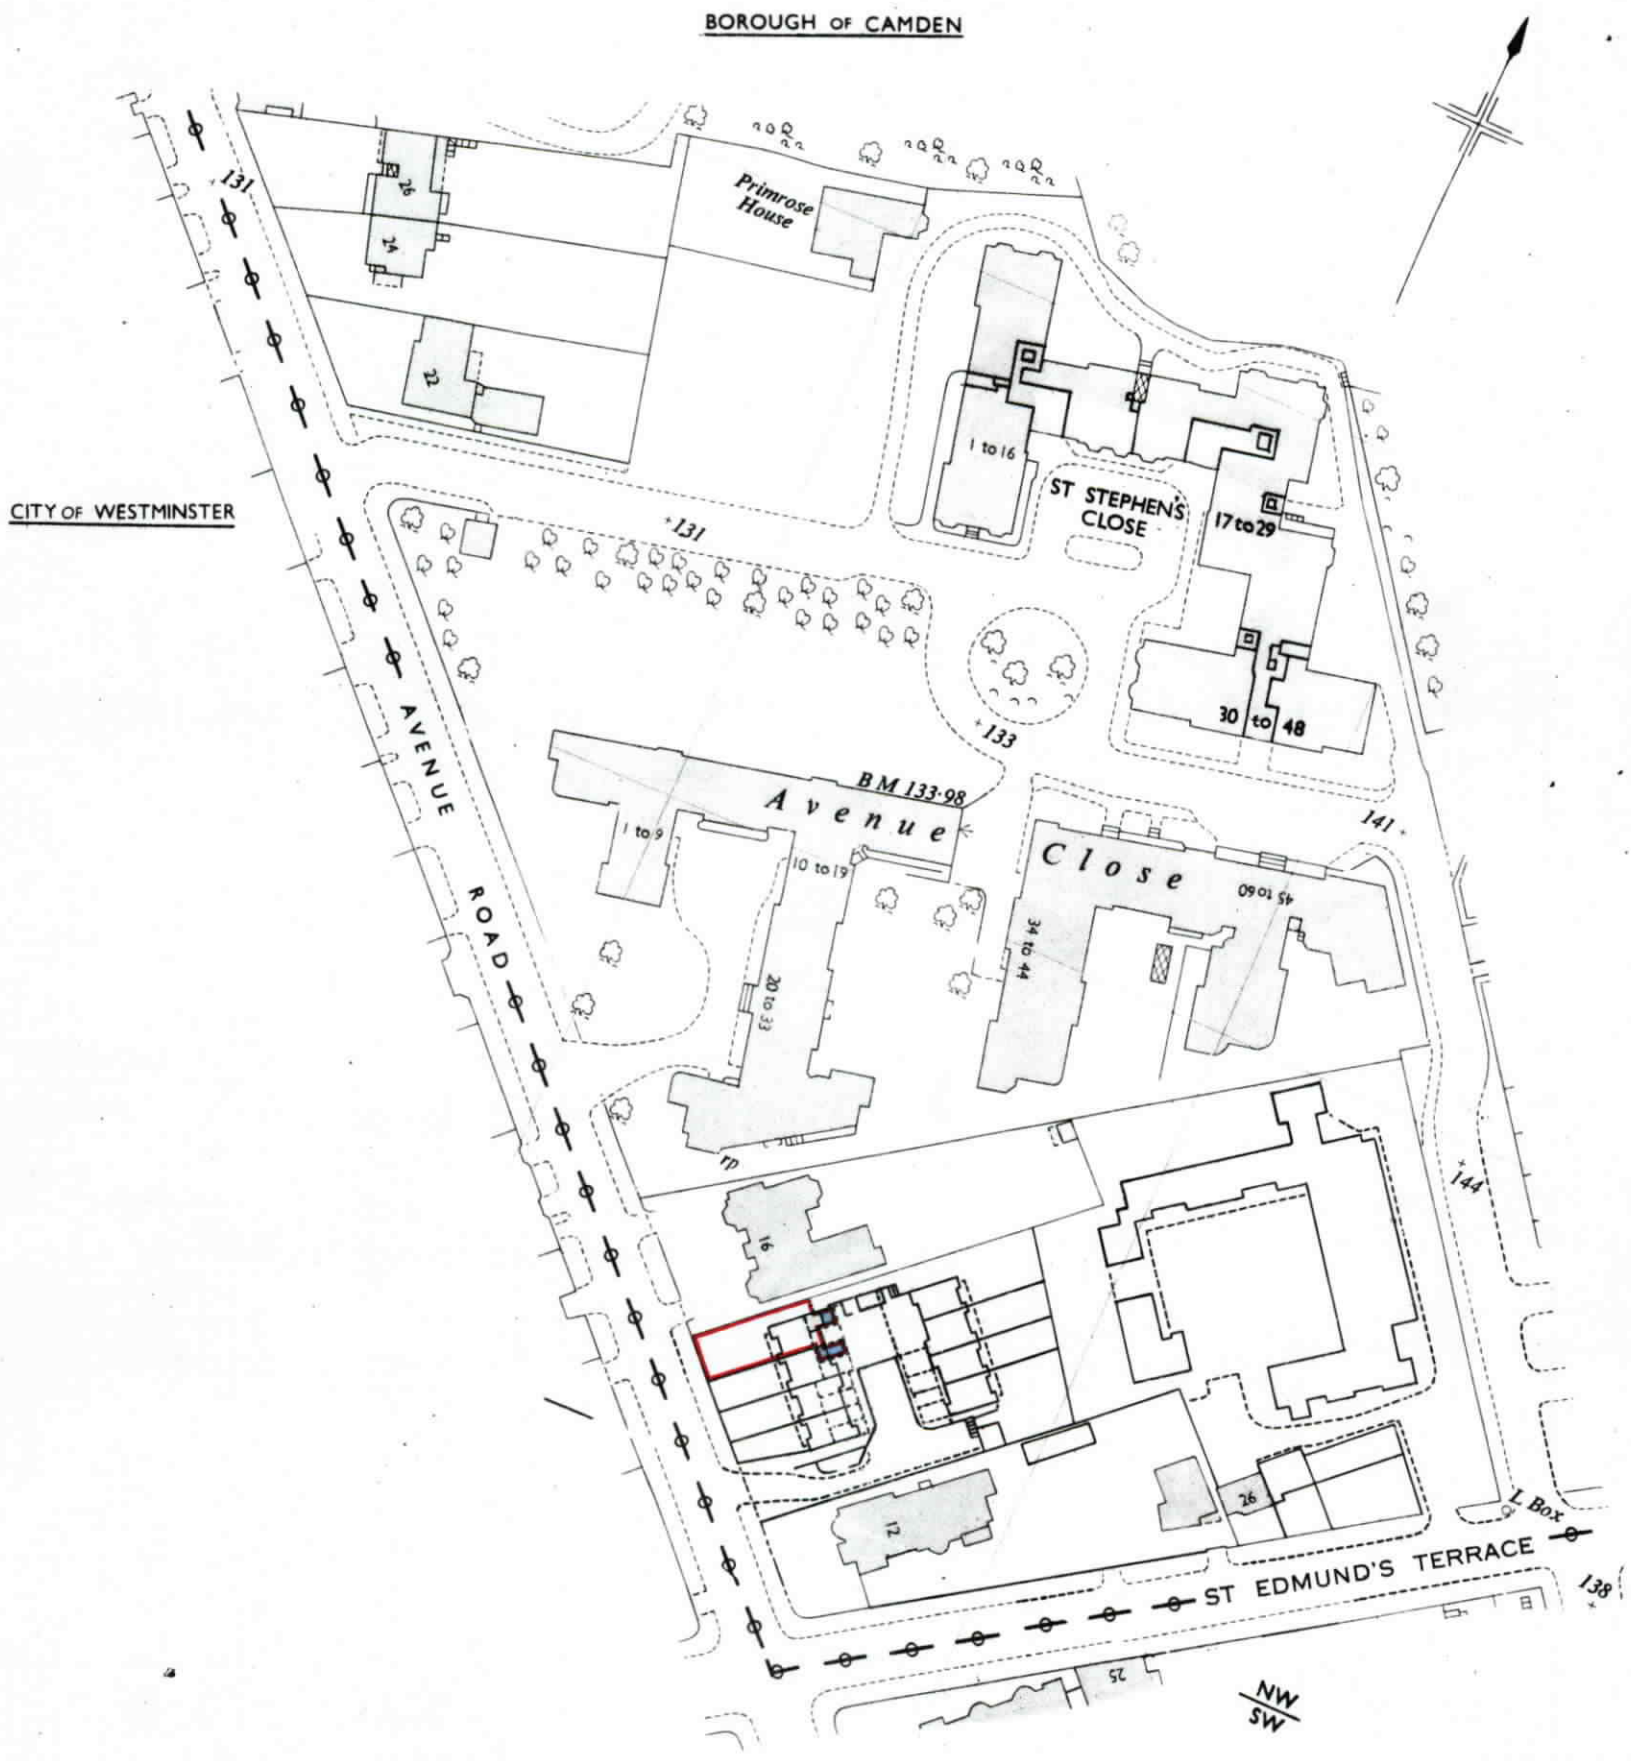 BOROUGH OF CAMDEN
131
26
24
Primrose
House
22
1 to 16
ST STEPHEN'S
CLOSE
17 to 29
CITY OF WESTMINSTER
+131
30 to 48
+133
AVENUE
ROAD
BM 133·98
Avenue
Close
141+
1 to 9
10 to 19
45 to 60
34 to 44
20 to 33
rp
144
16
12
26
L Box
ST EDMUND'S TERRACE
138
25
NW
SW